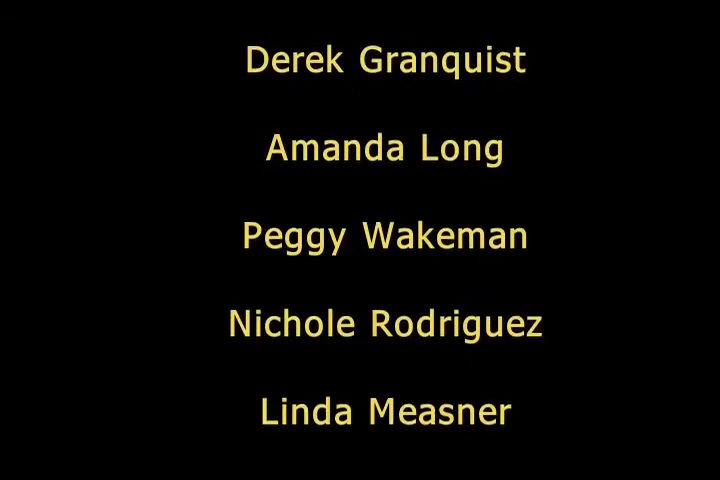 Derek Granquist
Amanda Long
Peggy Wakeman
Nichole Rodriguez
Linda Measner